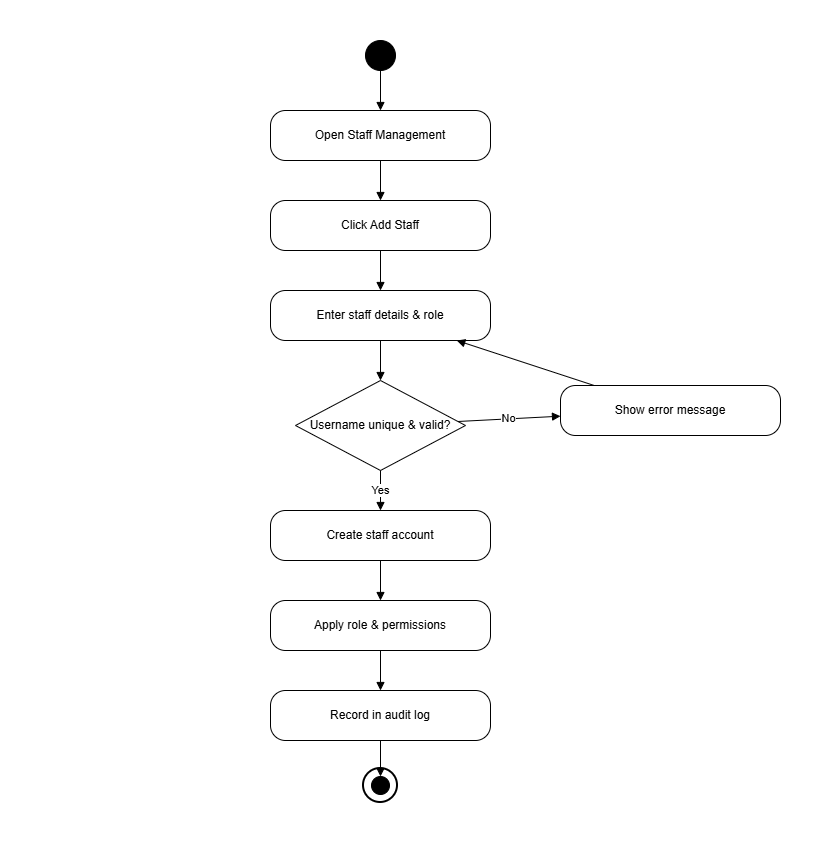 Open Staff Management
Click Add Staff
Enter staff details & role
Show error message
Username unique & valid?
No
Yes
Create staff account
Apply role & permissions
Record in audit log